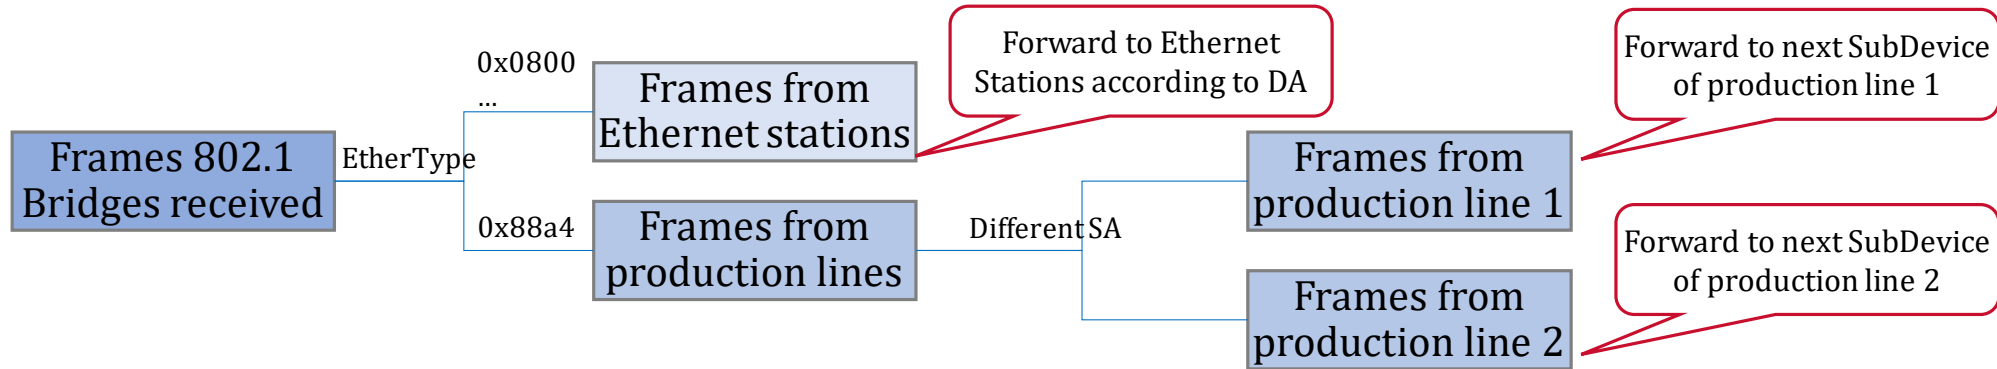 Frames 802.1
Bridges received
EtherType
0x0800
...
Frames from
Ethernet stations
Forward to Ethernet
Stations according to DA
0x88a4
Frames from
production lines
Different SA
Frames from
production line 1
Forward to next SubDevice
of production line 1
Frames from
production line 2
Forward to next SubDevice
of production line 2